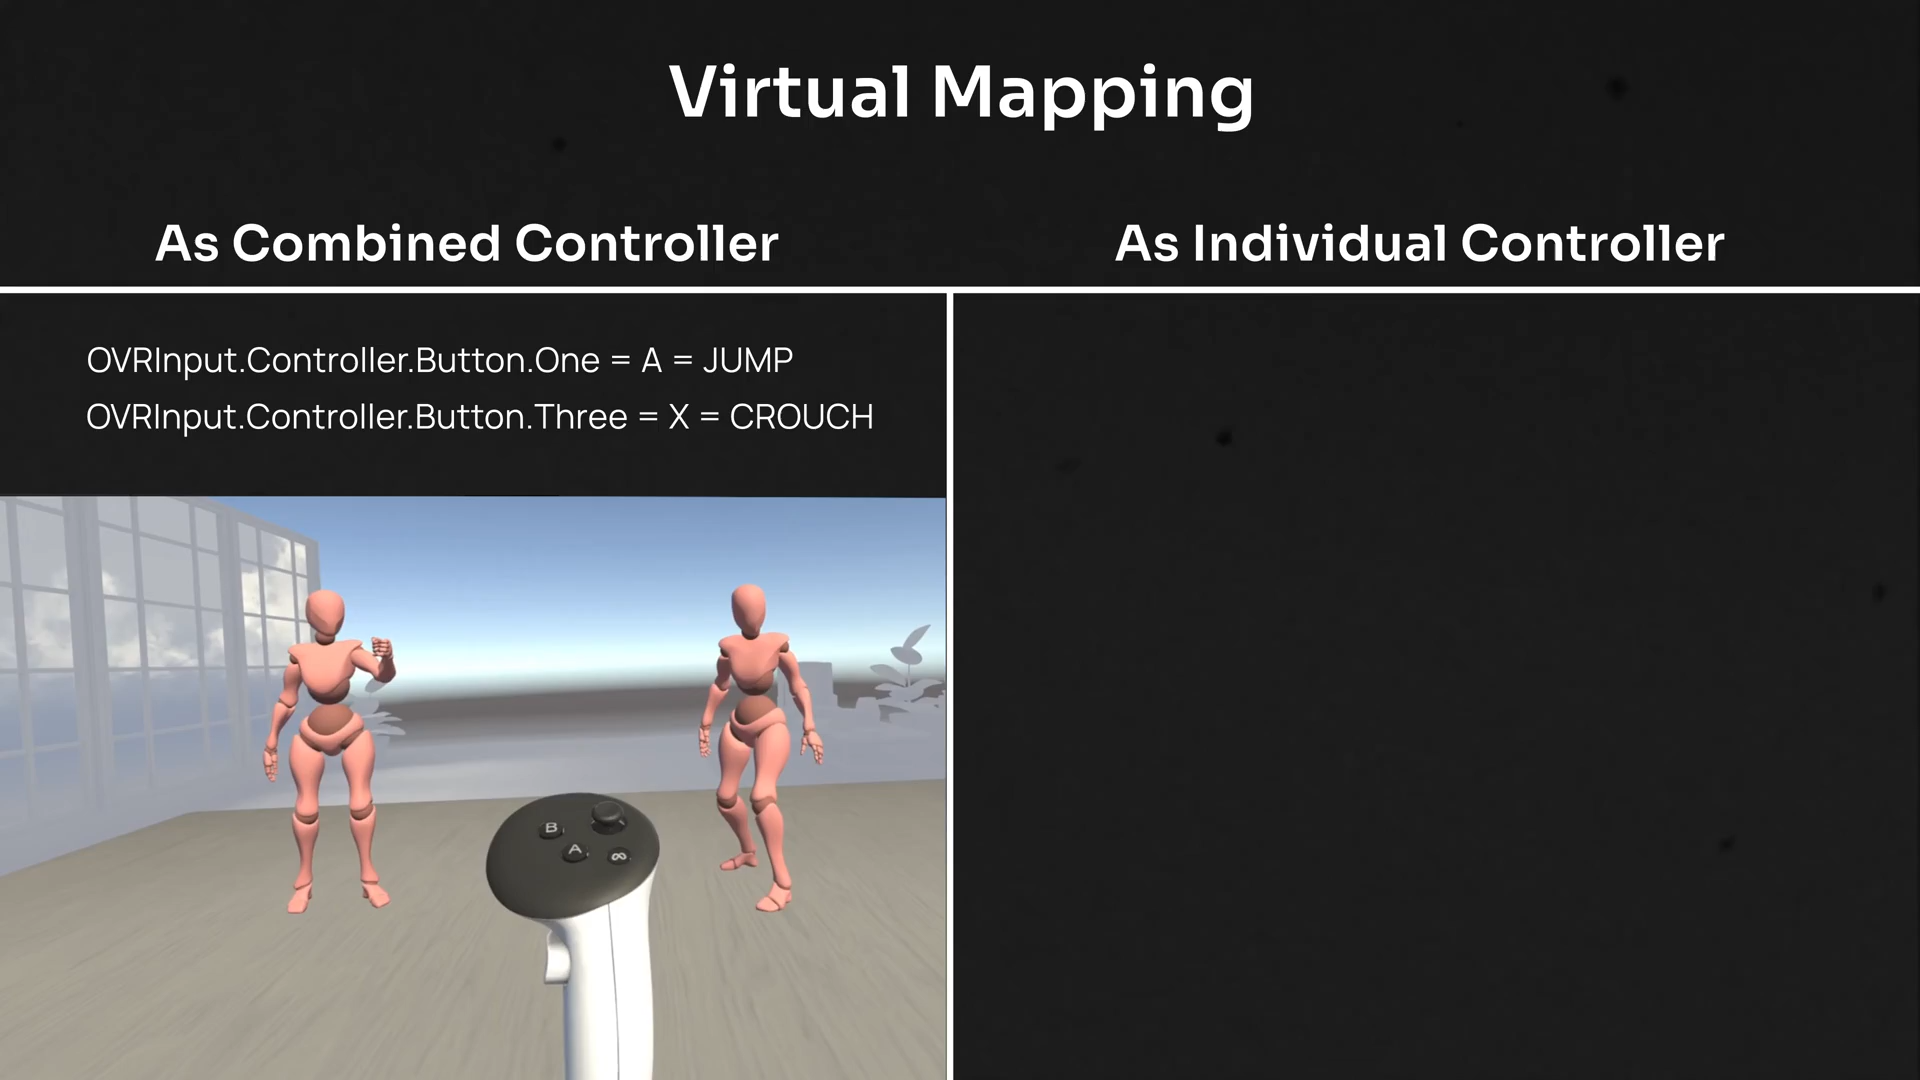 Virtual Mapping
As Combined Controller
As Individual Controller
OVRInput.Controller.Button.One = A = JUMP
OVRInput.Controller.Button.Three = X = CROUCH
B
A